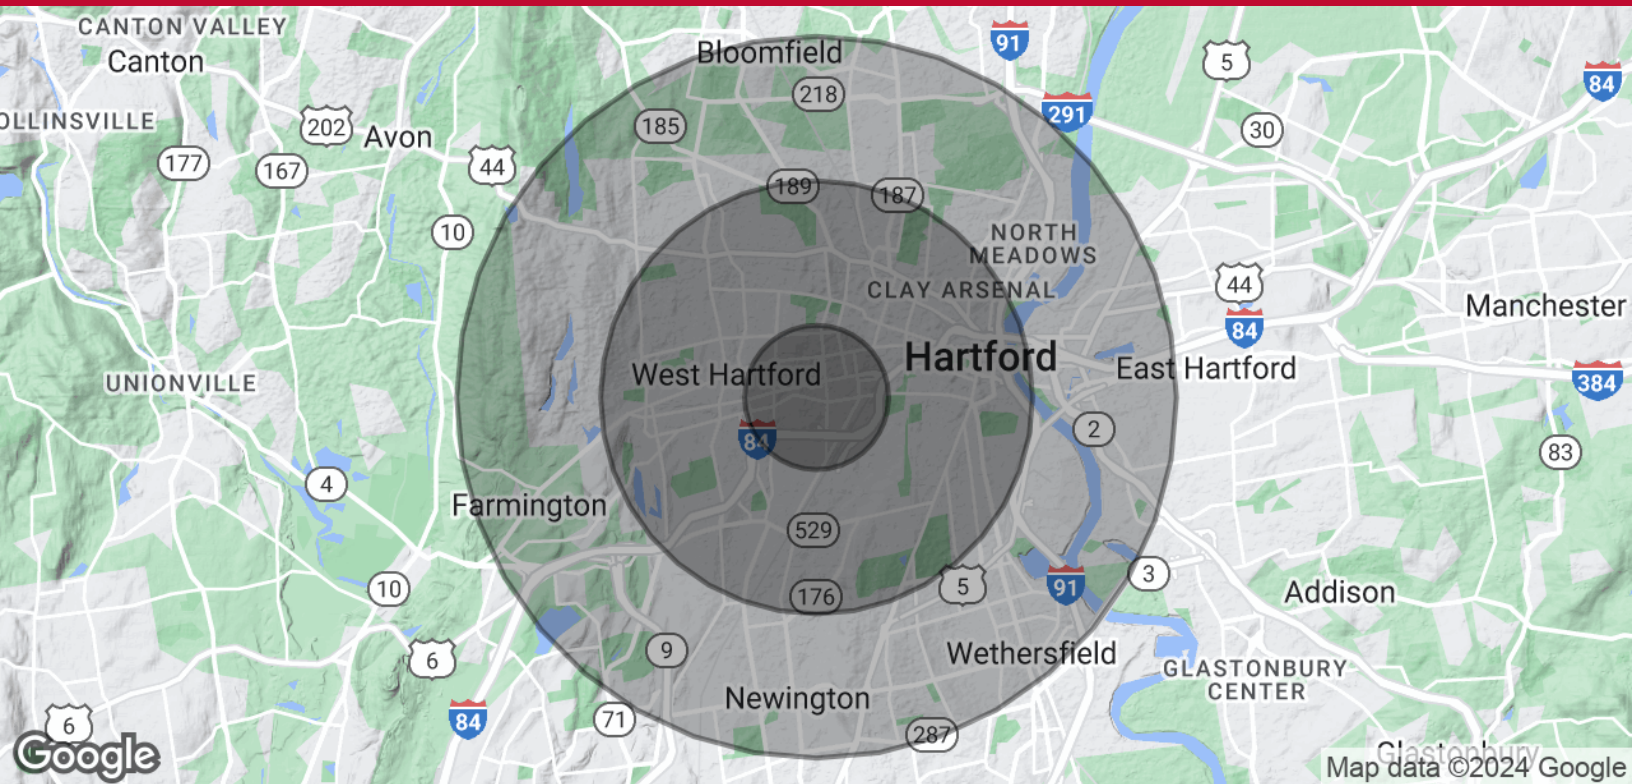 CANTON VALLEY
Canton
Bloomfield
91
5
84
218
OLLINSVILLE
202
Avon
185
291
30
177
167
44
189
187
10
NORTH
MEADOWS
44
CLAY ARSENAL
Manchester
84
Hartford
West Hartford
East Hartford
UNIONVILLE
384
84
2
83
4
Farmington
529
10
176
5
91
3
Addison
9
6
Wethersfield
GLASTONBURY
CENTER
Newington
84
71
287
6
Google
Glastonbury
Map data ©2024 Google